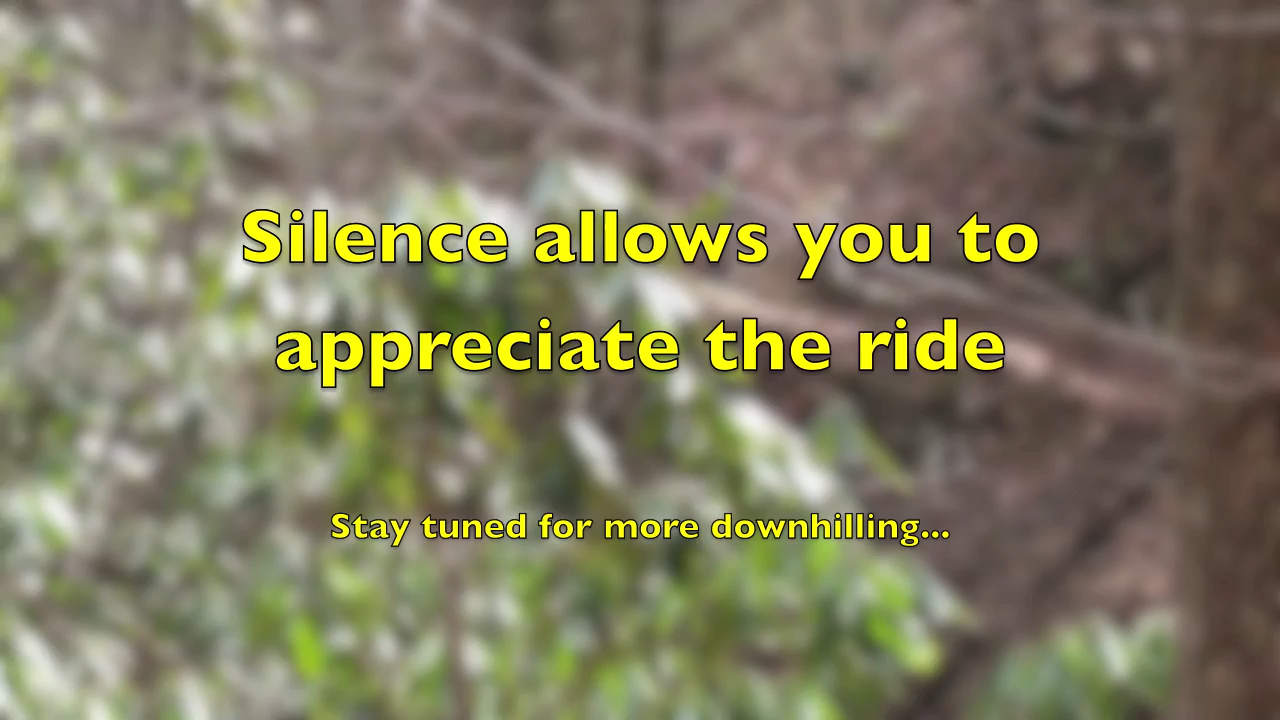 Silence allows you to
appreciate the ride
Stay tuned for more downhilling...